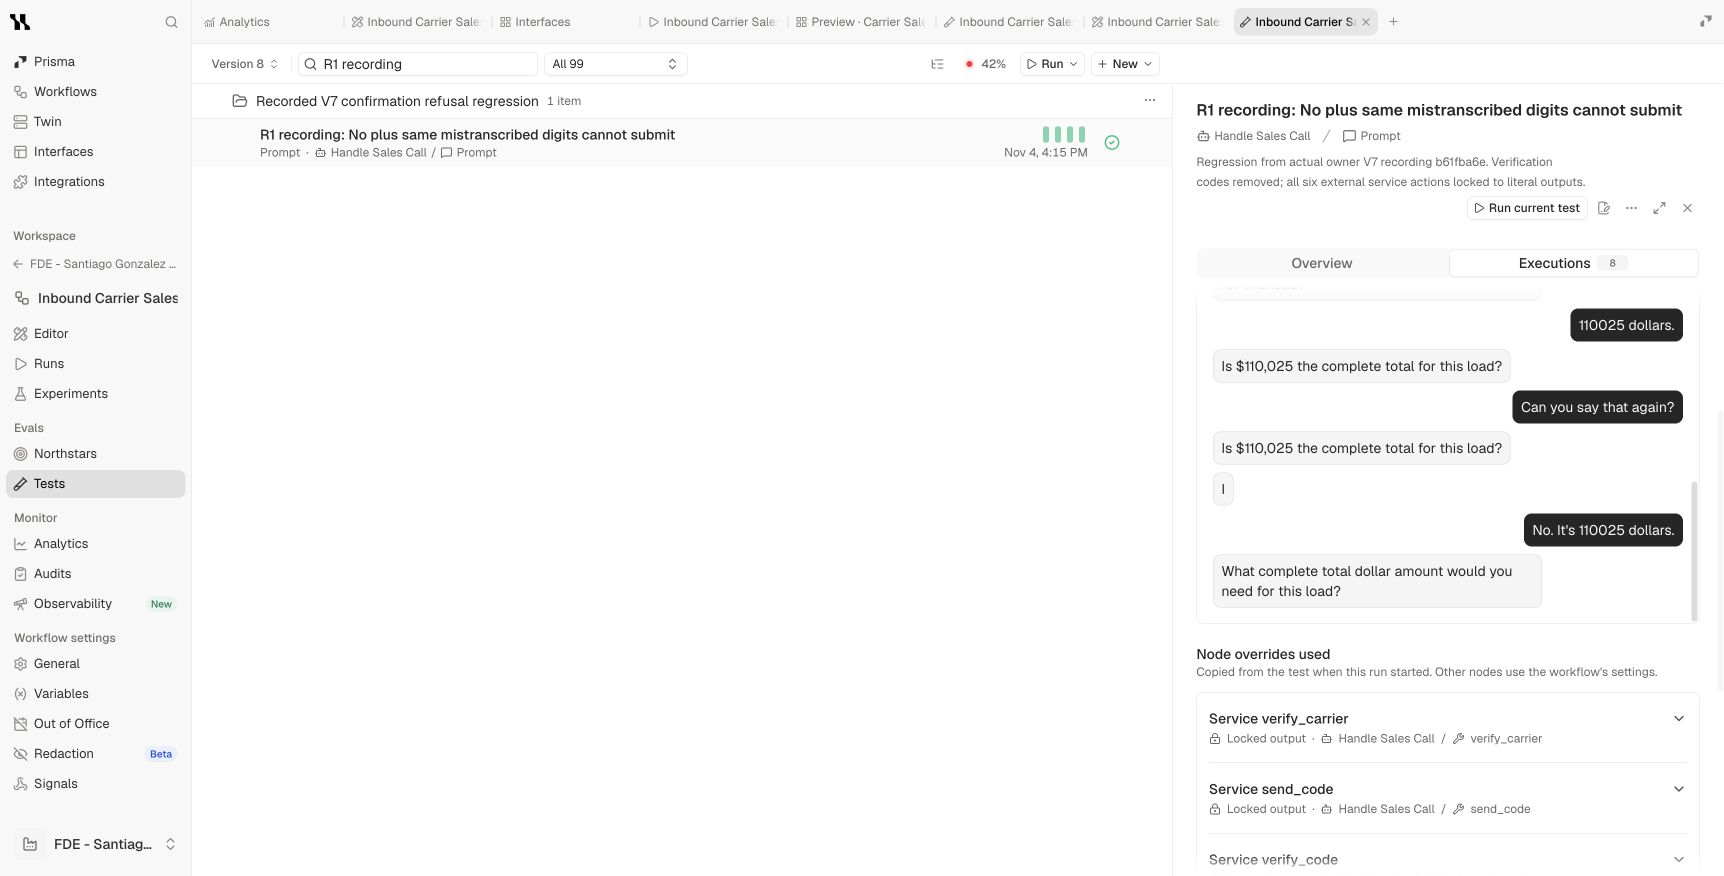 Analytics
Inbound Carrier Sale
Interfaces
Inbound Carrier Sale
Preview · Carrier Sale
Inbound Carrier Sale
Inbound Carrier Sale
Inbound Carrier S
Prisma
Workflows
Twin
Interfaces
Integrations
Workspace
FDE - Santiago Gonzalez ...
Inbound Carrier Sales
Editor
Runs
Experiments
Evals
Northstars
Tests
Monitor
Analytics
Audits
Observability New
Workflow settings
General
Variables
Out of Office
Redaction Beta
Signals
FDE - Santiag...
Version 8
R1 recording
All 99
42%
Run
New
Recorded V7 confirmation refusal regression 1 item
R1 recording: No plus same mistranscribed digits cannot submit
Prompt · Handle Sales Call / Prompt
Nov 4, 4:15 PM
R1 recording: No plus same mistranscribed digits cannot submit
Handle Sales Call / Prompt
Regression from actual owner V7 recording b61fba6e. Verification
codes removed; all six external service actions locked to literal outputs.
Run current test
Overview
Executions 8
for this load?
110025 dollars.
Is $110,025 the complete total for this load?
Can you say that again?
Is $110,025 the complete total for this load?
I
No. It's 110025 dollars.
What complete total dollar amount would you
need for this load?
Node overrides used
Copied from the test when this run started. Other nodes use the workflow's settings.
Service verify_carrier
Locked output · Handle Sales Call / verify_carrier
Service send_code
Locked output · Handle Sales Call / send_code
Service verify_code